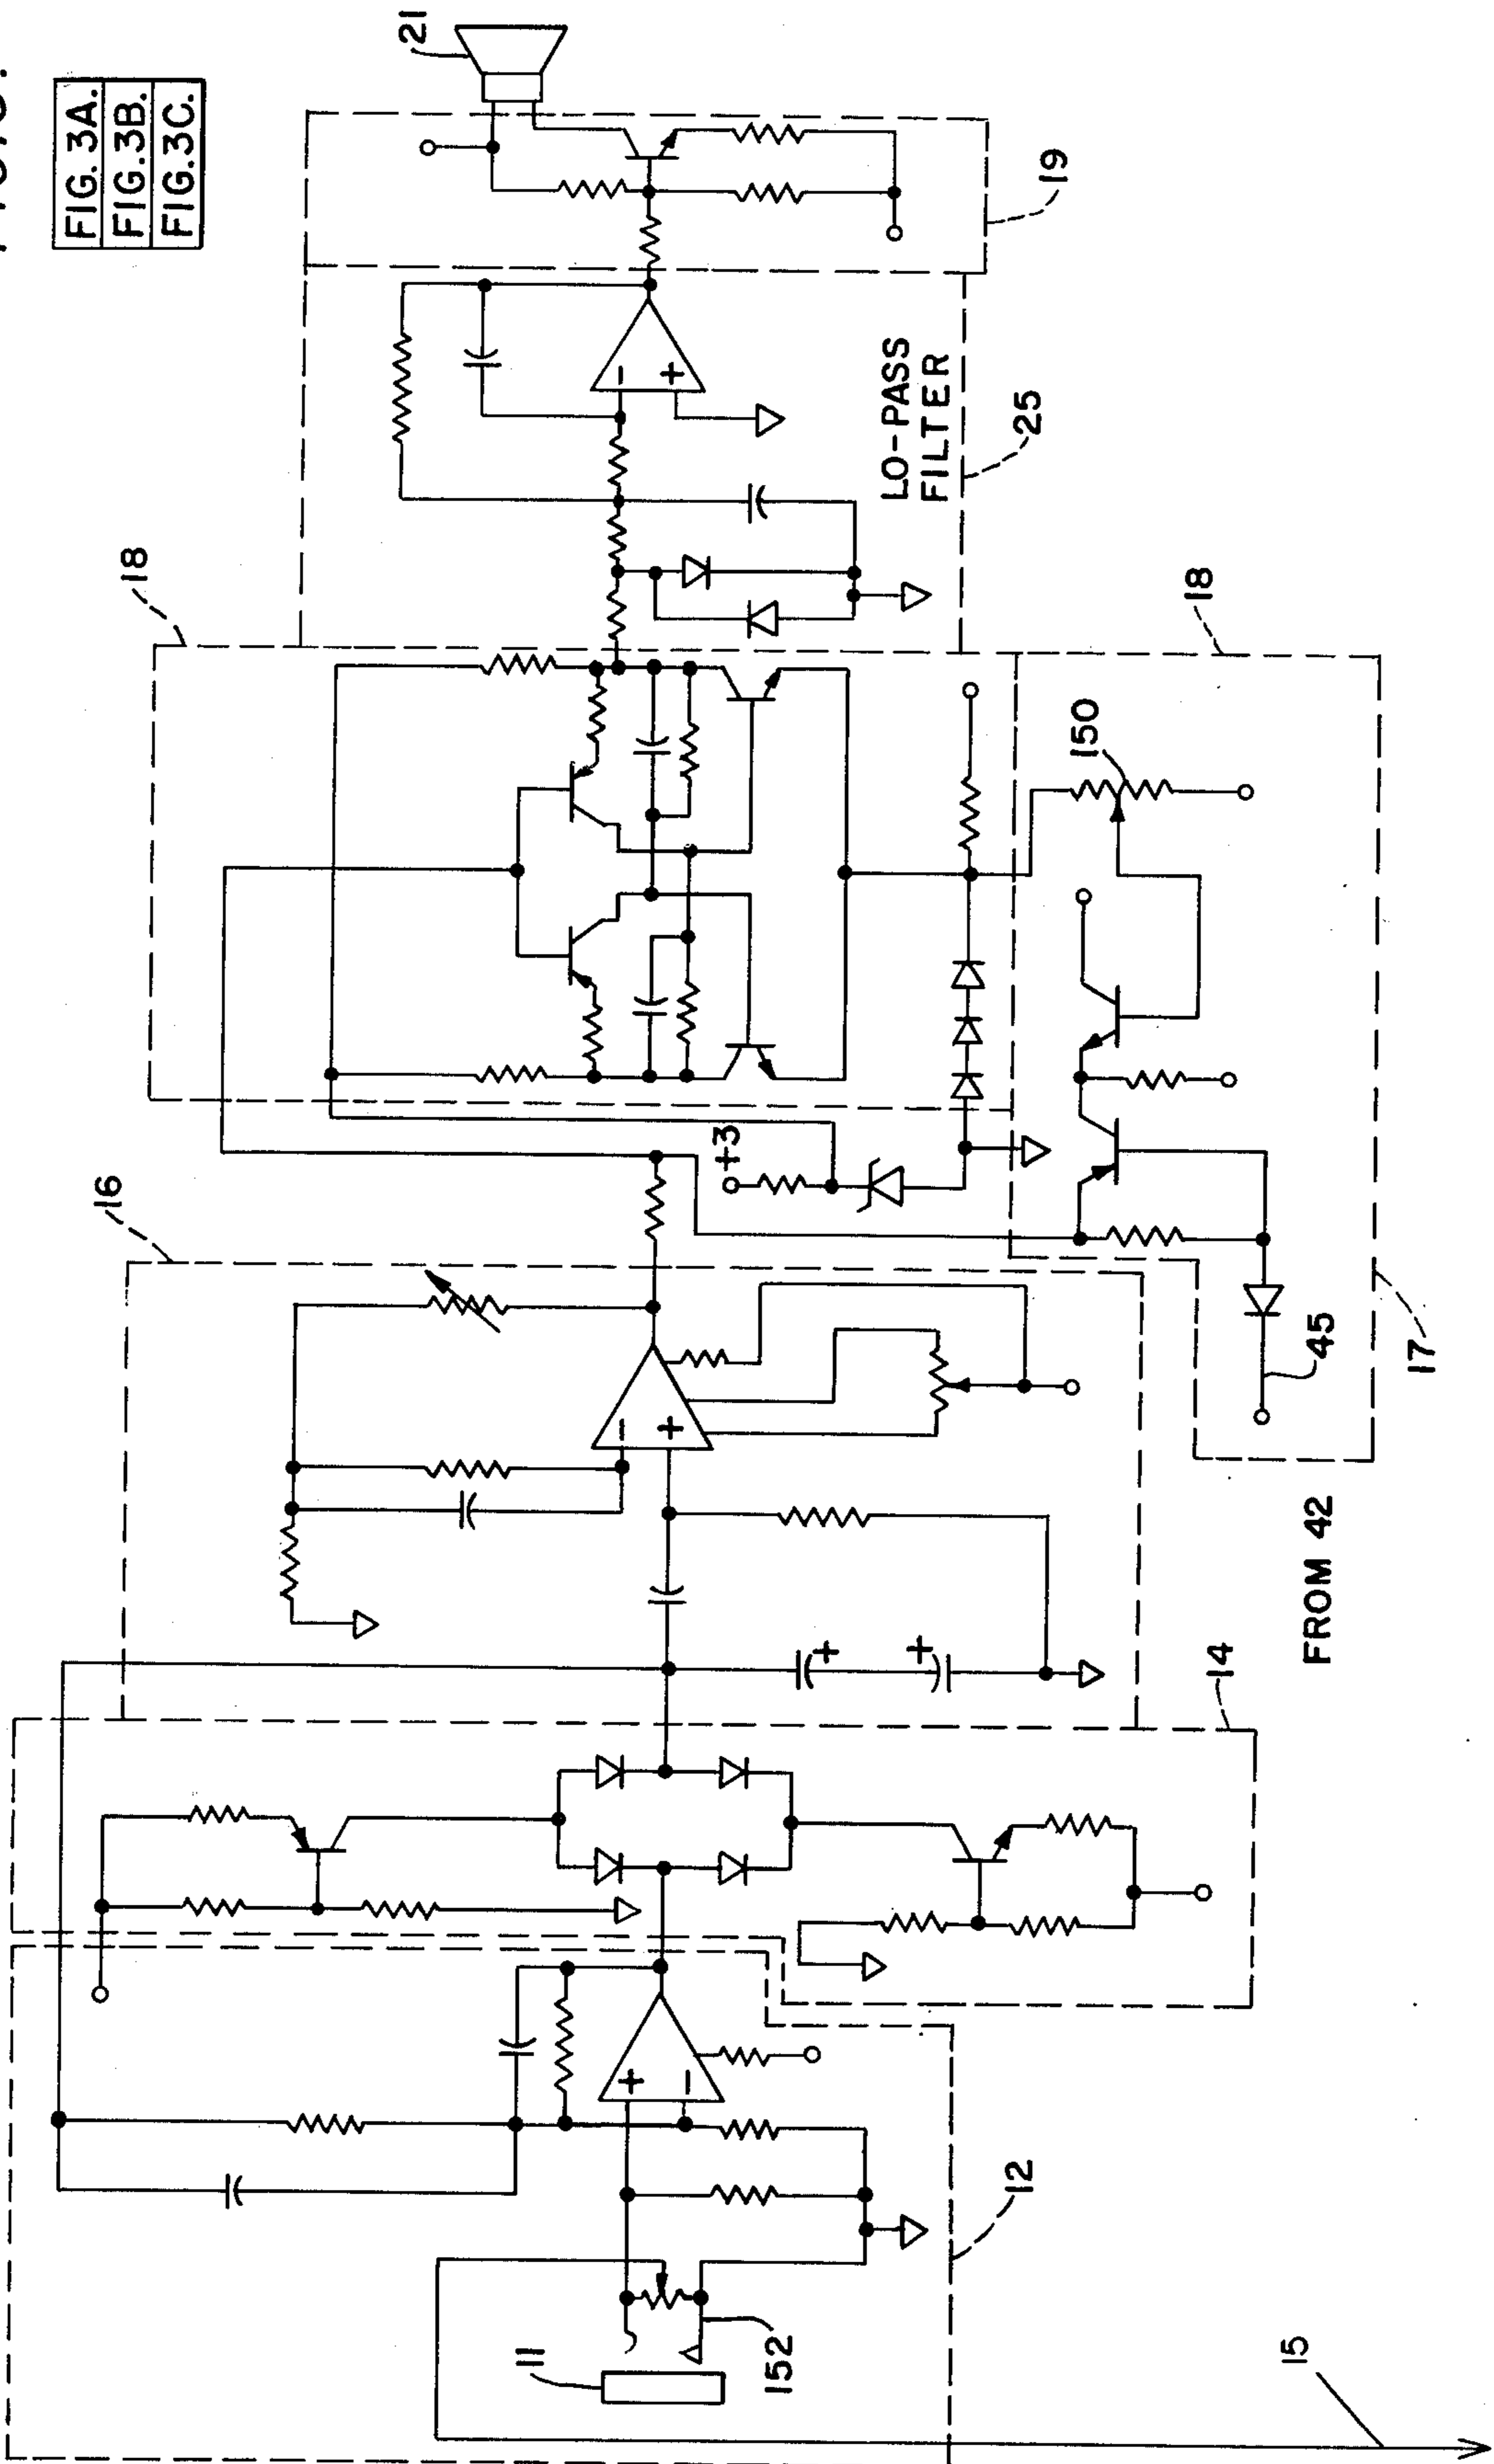 FIG. 3A.
FIG. 3B.
FIG. 3C.
21
19
LO-PASS
FILTER
25
18
18
150
+3
16
45
17
FROM 42
14
12
11
152
15